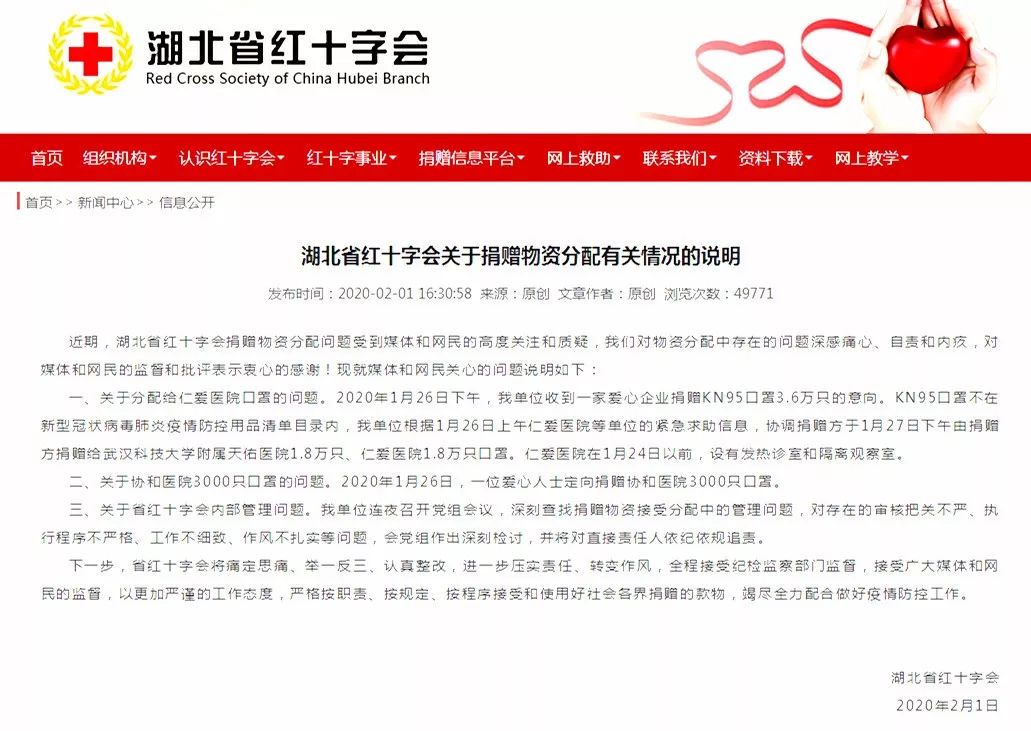 湖北省红十字会
Red Cross Society of China Hubei Branch
首页 组织机构 认识红十字会 红十字事业 捐赠信息平台 网上救助 联系我们 资料下载 网上教学
首页>> 新闻中心>> 信息公开
湖北省红十字会关于捐赠物资分配有关情况的说明
发布时间：2020-02-01 16:30:58 来源：原创 文章作者：原创 浏览次数：49771
近期，湖北省红十字会捐赠物资分配问题受到媒体和网民的高度关注和质疑，我们对物资分配中存在的问题深感痛心、自责和内疚，对
媒体和网民的监督和批评表示衷心的感谢！现就媒体和网民关心的问题说明如下：
一、关于分配给仁爱医院口罩的问题。2020年1月26日下午，我单位收到一家爱心企业捐赠KN95口罩3.6万只的意向。KN95口罩不在
新型冠状病毒肺炎疫情防控用品清单目录内，我单位根据1月26日上午仁爱医院等单位的紧急求助信息，协调捐赠方于1月27日下午由捐赠
方捐赠给武汉科技大学附属天佑医院1.8万只、仁爱医院1.8万只口罩。仁爱医院在1月24日以前，设有发热诊室和隔离观察室。
二、关于协和医院3000只口罩的问题。2020年1月26日，一位爱心人士定向捐赠协和医院3000只口罩。
三、关于省红十字会内部管理问题。我单位连夜召开党组会议，深刻查找捐赠物资接受分配中的管理问题，对存在的审核把关不严、执
行程序不严格、工作不细致、作风不扎实等问题，会党组作出深刻检讨，并将对直接责任人依纪依规追责。
下一步，省红十字会将痛定思痛、举一反三、认真整改，进一步压实责任、转变作风，全程接受纪检监察部门监督，接受广大媒体和网
民的监督，以更加严谨的工作态度，严格按职责、按规定、按程序接受和使用好社会各界捐赠的款物，竭尽全力配合做好疫情防控工作。
湖北省红十字会
2020年2月1日